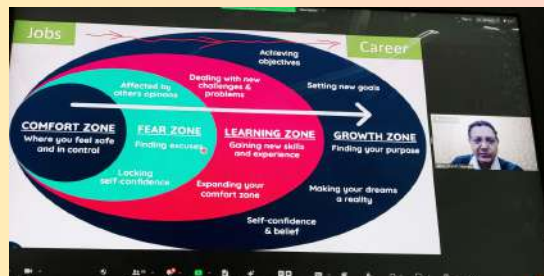 Jobs
Career
Achieving
objectives
Affected by
others opinions
Dealing with new
challenges &
problems
Setting new goals
COMFORT ZONE
Where you feel safe
and in control
FEAR ZONE
Finding excuses
LEARNING ZONE
Gaining new skills
and experience
GROWTH ZONE
Finding your purpose
Lacking
self-confidence
Expanding your
comfort zone
Making your dreams
a reality
Self-confidence
& belief